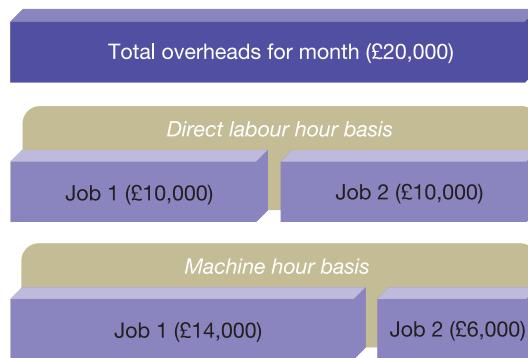 Total overheads for month (£20,000)
Direct labour hour basis
Job 1 (£10,000) Job 2 (£10,000)
Machine hour basis
Job 1 (£14,000) Job 2 (£6,000)